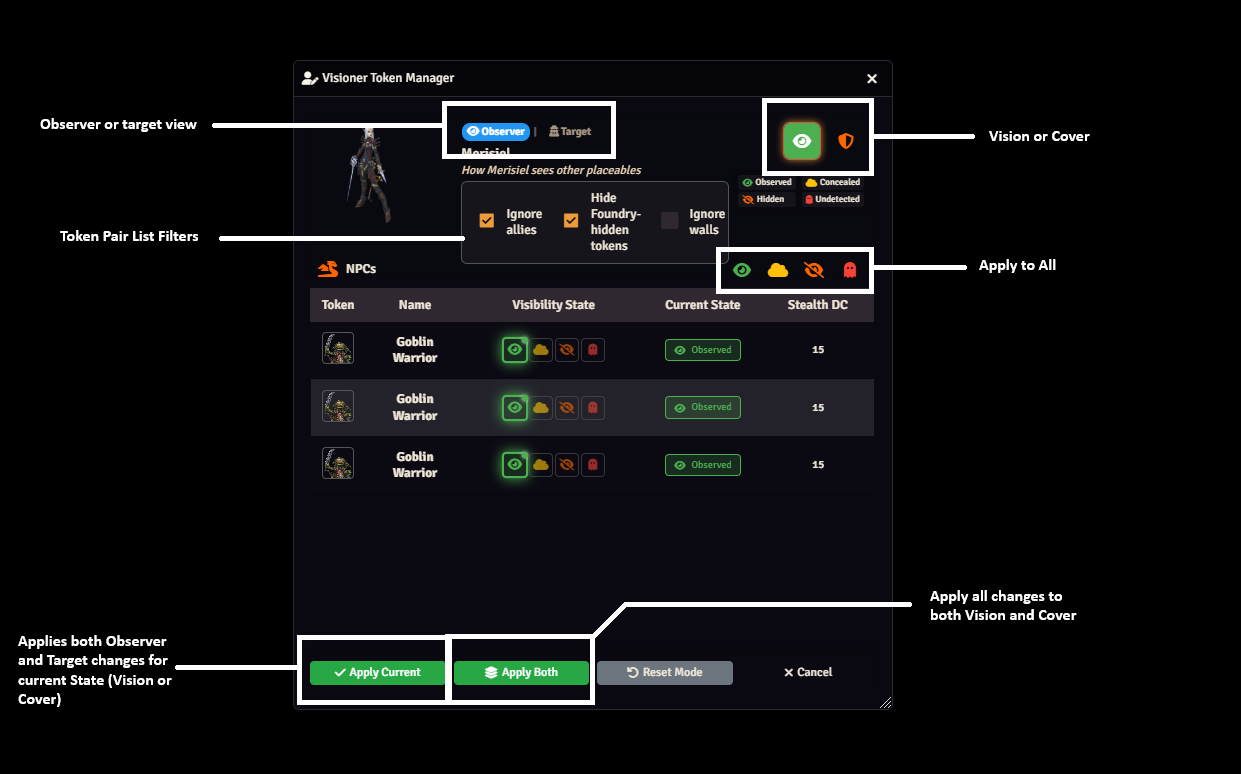 Visioner Token Manager
Observer or target view
Observer | Target
Vision or Cover
Merisiel
How Merisiel sees other placeables
Observed
Concealed
Hidden
Undetected
Token Pair List Filters
Ignore
allies
Hide
Foundry-
hidden
tokens
Ignore
walls
Apply to All
NPCs
Token Name Visibility State Current State Stealth DC
Goblin
Warrior
Observed
15
Goblin
Warrior
Observed
15
Goblin
Warrior
Observed
15
Apply all changes to
both Vision and Cover
Applies both Observer
and Target changes for
current State (Vision or
Cover)
Apply Current
Apply Both
Reset Mode
Cancel